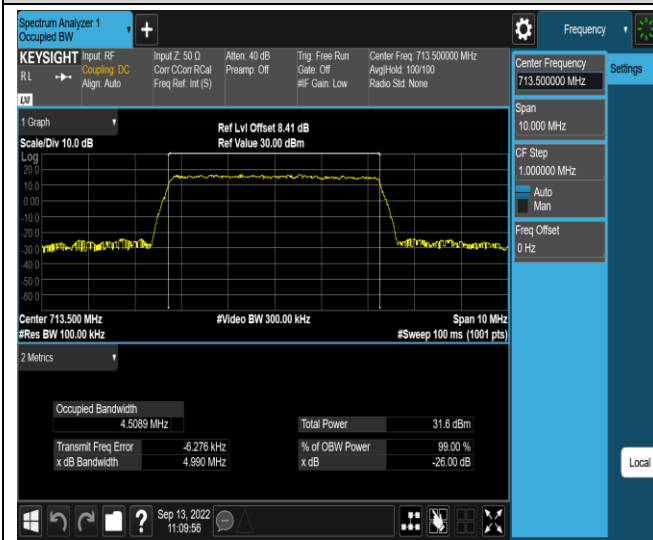 Spectrum Analyzer 1
Occupied BW
+
Frequency
KEYSIGHT
RL
LXI
Input: RF
Coupling: DC
Align: Auto
Input Z: 50 Ω
Corr CCorr RCal
Freq Ref: Int (S)
Atten: 40 dB
Preamp: Off
Trig: Free Run
Gate: Off
#IF Gain: Low
Center Freq: 713.500000 MHz
Avg|Hold: 100/100
Radio Std: None
Center Frequency
713.500000 MHz
Settings
Span
10.000 MHz
CF Step
1.000000 MHz
Auto
Man
Freq Offset
0 Hz
1 Graph
Scale/Div 10.0 dB
Ref Lvl Offset 8.41 dB
Ref Value 30.00 dBm
Log
20.0
10.0
0.00
-10.0
-20.0
-30.0
-40.0
-50.0
-60.0
Center 713.500 MHz
#Video BW 300.00 kHz
Span 10 MHz
#Res BW 100.00 kHz
#Sweep 100 ms (1001 pts)
2 Metrics
Occupied Bandwidth
4.5089 MHz
Total Power 31.6 dBm
Transmit Freq Error -6.276 kHz
% of OBW Power 99.00 %
x dB Bandwidth 4.990 MHz
x dB -26.00 dB
Local
?
Sep 13, 2022
11:09:56